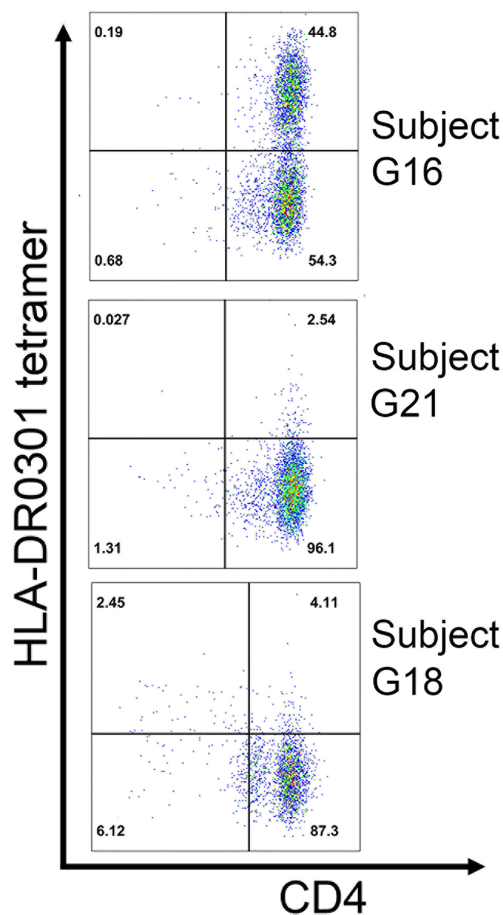 HLA-DR0301 tetramer
0.19 44.8
0.68 54.3
Subject
G16
0.027 2.54
1.31 96.1
Subject
G21
2.45 4.11
6.12 87.3
Subject
G18
CD4